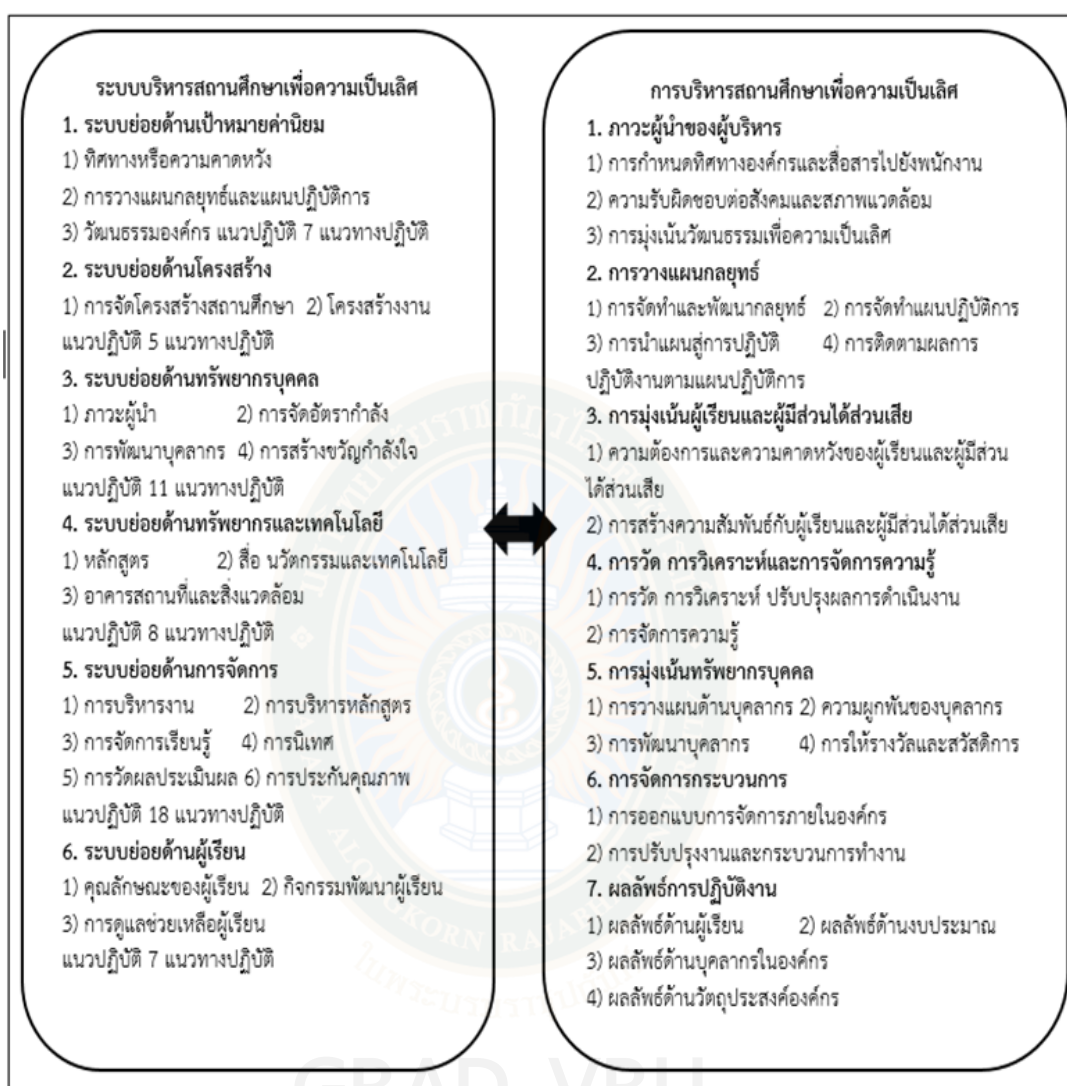 ระบบบริหารสถานศึกษาเพื่อความเป็นเลิศ
1. ระบบย่อยด้านเป้าหมายค่านิยม
1) ทิศทางหรือความคาดหวัง
2) การวางแผนกลยุทธ์และแผนปฏิบัติการ
3) วัฒนธรรมองค์กร แนวปฏิบัติ 7 แนวทางปฏิบัติ
2. ระบบย่อยด้านโครงสร้าง
1) การจัดโครงสร้างสถานศึกษา 2) โครงสร้างงาน
แนวปฏิบัติ 5 แนวทางปฏิบัติ
3. ระบบย่อยด้านทรัพยากรบุคคล
1) ภาวะผู้นำ 2) การจัดอัตรากำลัง
3) การพัฒนาบุคลากร 4) การสร้างขวัญกำลังใจ
แนวปฏิบัติ 11 แนวทางปฏิบัติ
4. ระบบย่อยด้านทรัพยากรและเทคโนโลยี
1) หลักสูตร 2) สื่อ นวัตกรรมและเทคโนโลยี
3) อาคารสถานที่และสิ่งแวดล้อม
แนวปฏิบัติ 8 แนวทางปฏิบัติ
5. ระบบย่อยด้านการจัดการ
1) การบริหารงาน 2) การบริหารหลักสูตร
3) การจัดการเรียนรู้ 4) การนิเทศ
5) การวัดผลประเมินผล 6) การประกันคุณภาพ
แนวปฏิบัติ 18 แนวทางปฏิบัติ
6. ระบบย่อยด้านผู้เรียน
1) คุณลักษณะของผู้เรียน 2) กิจกรรมพัฒนาผู้เรียน
3) การดูแลช่วยเหลือผู้เรียน
แนวปฏิบัติ 7 แนวทางปฏิบัติ
การบริหารสถานศึกษาเพื่อความเป็นเลิศ
1. ภาวะผู้นำของผู้บริหาร
1) การกำหนดทิศทางองค์กรและสื่อสารไปยังพนักงาน
2) ความรับผิดชอบต่อสังคมและสภาพแวดล้อม
3) การมุ่งเน้นวัฒนธรรมเพื่อความเป็นเลิศ
2. การวางแผนกลยุทธ์
1) การจัดทำและพัฒนากลยุทธ์ 2) การจัดทำแผนปฏิบัติการ
3) การนำแผนสู่การปฏิบัติ 4) การติดตามผลการ
ปฏิบัติงานตามแผนปฏิบัติการ
3. การมุ่งเน้นผู้เรียนและผู้มีส่วนได้ส่วนเสีย
1) ความต้องการและความคาดหวังของผู้เรียนและผู้มีส่วน
ได้ส่วนเสีย
2) การสร้างความสัมพันธ์กับผู้เรียนและผู้มีส่วนได้ส่วนเสีย
4. การวัด การวิเคราะห์และการจัดการความรู้
1) การวัด การวิเคราะห์ ปรับปรุงผลการดำเนินงาน
2) การจัดการความรู้
5. การมุ่งเน้นทรัพยากรบุคคล
1) การวางแผนด้านบุคลากร 2) ความผูกพันของบุคลากร
3) การพัฒนาบุคลากร 4) การให้รางวัลและสวัสดิการ
6. การจัดการกระบวนการ
1) การออกแบบการจัดการภายในองค์กร
2) การปรับปรุงงานและกระบวนการทำงาน
7. ผลลัพธ์การปฏิบัติงาน
1) ผลลัพธ์ด้านผู้เรียน 2) ผลลัพธ์ด้านงบประมาณ
3) ผลลัพธ์ด้านบุคลากรในองค์กร
4) ผลลัพธ์ด้านวัตถุประสงค์องค์กร
GRAD VRU